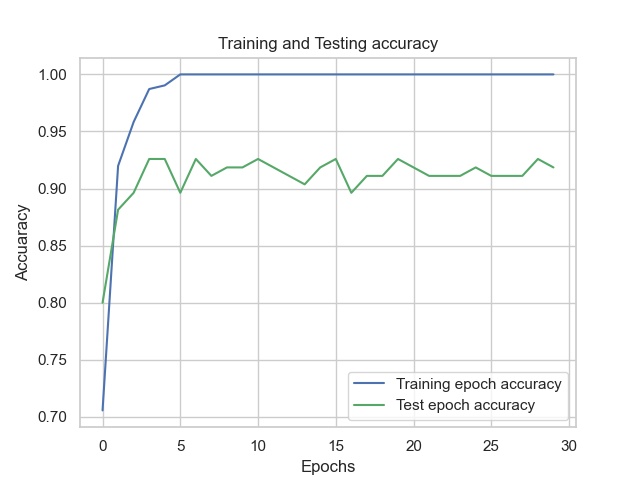 Training and Testing accuracy
1.00
0.95
0.90
0.85
0.80
0.75
0.70
Accuaracy
Training epoch accuracy
Test epoch accuracy
0 5 10 15 20 25 30
Epochs